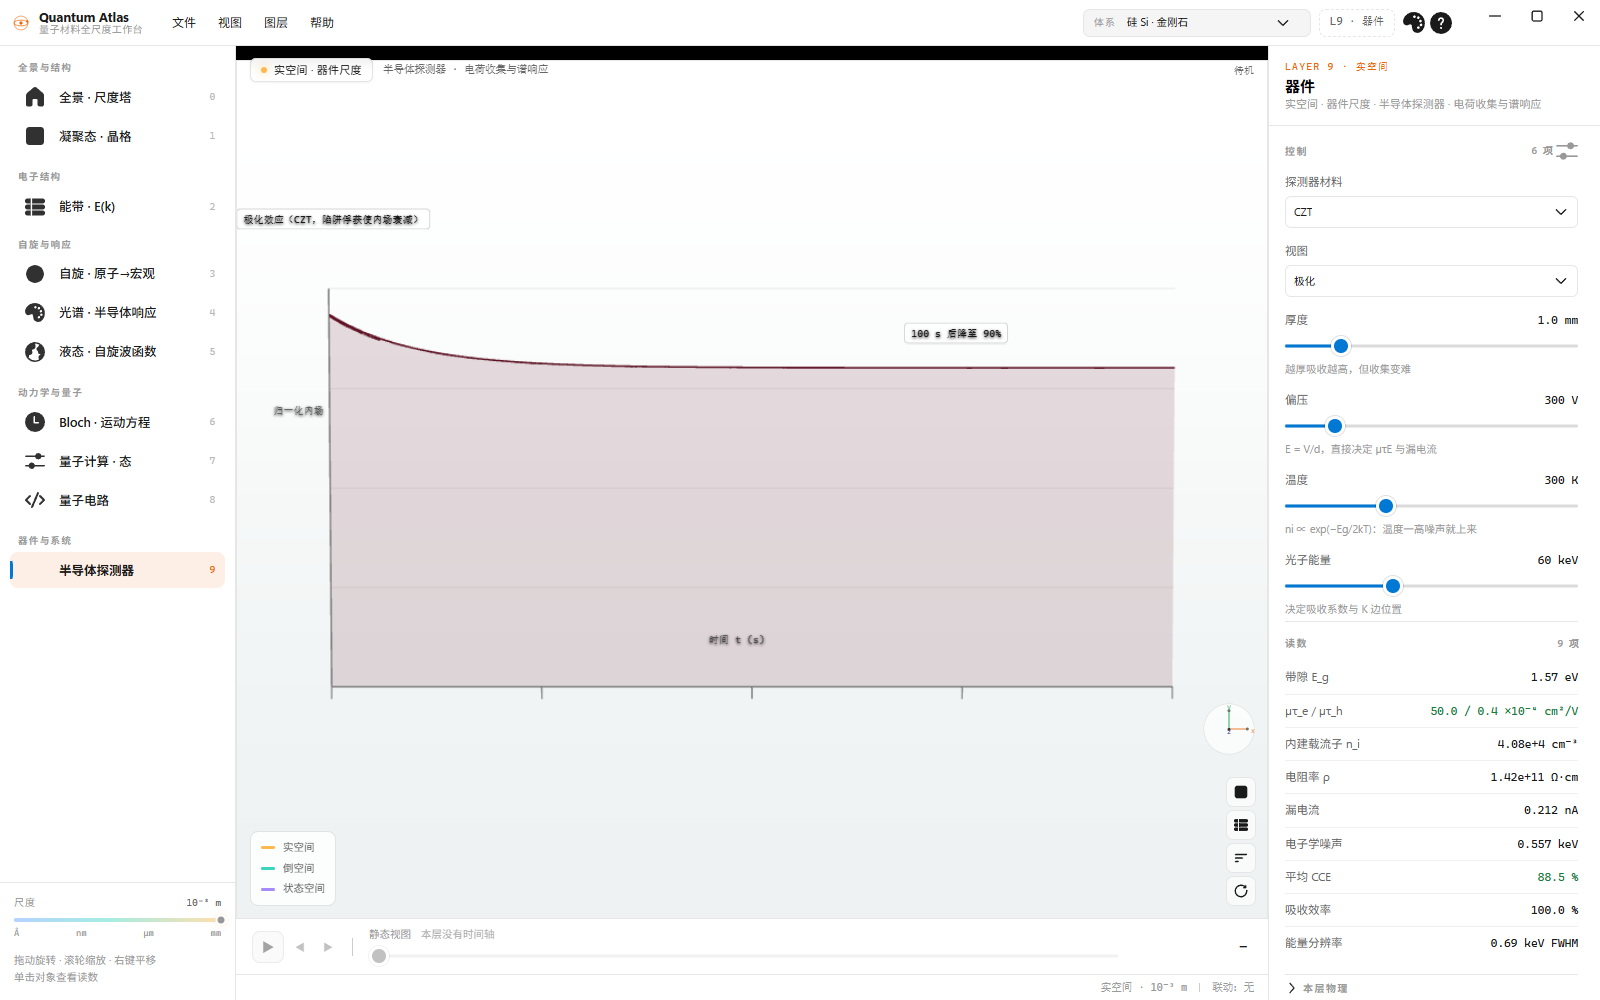 Quantum Atlas
量子材料全尺度工作台
文件 视图 图层 帮助
体系 硅 Si · 金刚石
L9 · 器件
全景与结构
全景 · 尺度塔 0
凝聚态 · 晶格 1
电子结构
能带 · E(k) 2
自旋与响应
自旋 · 原子→宏观 3
光谱 · 半导体响应 4
液态 · 自旋波函数 5
动力学与量子
Bloch · 运动方程 6
量子计算 · 态 7
量子电路 8
器件与系统
半导体探测器 9
尺度 10⁻³ m
Å nm μm mm
拖动旋转 · 滚轮缩放 · 右键平移
单击对象查看读数
实空间 · 器件尺度
半导体探测器 · 电荷收集与谱响应
待机
极化效应（CZT，陷阱俘获使内场衰减）
100 s 后降至 90%
归一化内场
时间 t (s)
实空间
倒空间
状态空间
静态视图 本层没有时间轴
实空间 · 10⁻³ m | 联动: 无
LAYER 9 · 实空间
器件
实空间 · 器件尺度 · 半导体探测器 · 电荷收集与谱响应
控制 6 项
探测器材料
CZT
视图
极化
厚度 1.0 mm
越厚吸收越高，但收集变难
偏压 300 V
E = V/d，直接决定 μτE 与漏电流
温度 300 K
ni ∝ exp(−Eg/2kT)：温度一高噪声就上来
光子能量 60 keV
决定吸收系数与 K 边位置
读数 9 项
带隙 E_g 1.57 eV
μτ_e / μτ_h 50.0 / 0.4 ×10⁻⁴ cm²/V
内建载流子 n_i 4.08e+4 cm⁻³
电阻率 ρ 1.42e+11 Ω·cm
漏电流 0.212 nA
电子学噪声 0.557 keV
平均 CCE 88.5 %
吸收效率 100.0 %
能量分辨率 0.69 keV FWHM
本层物理